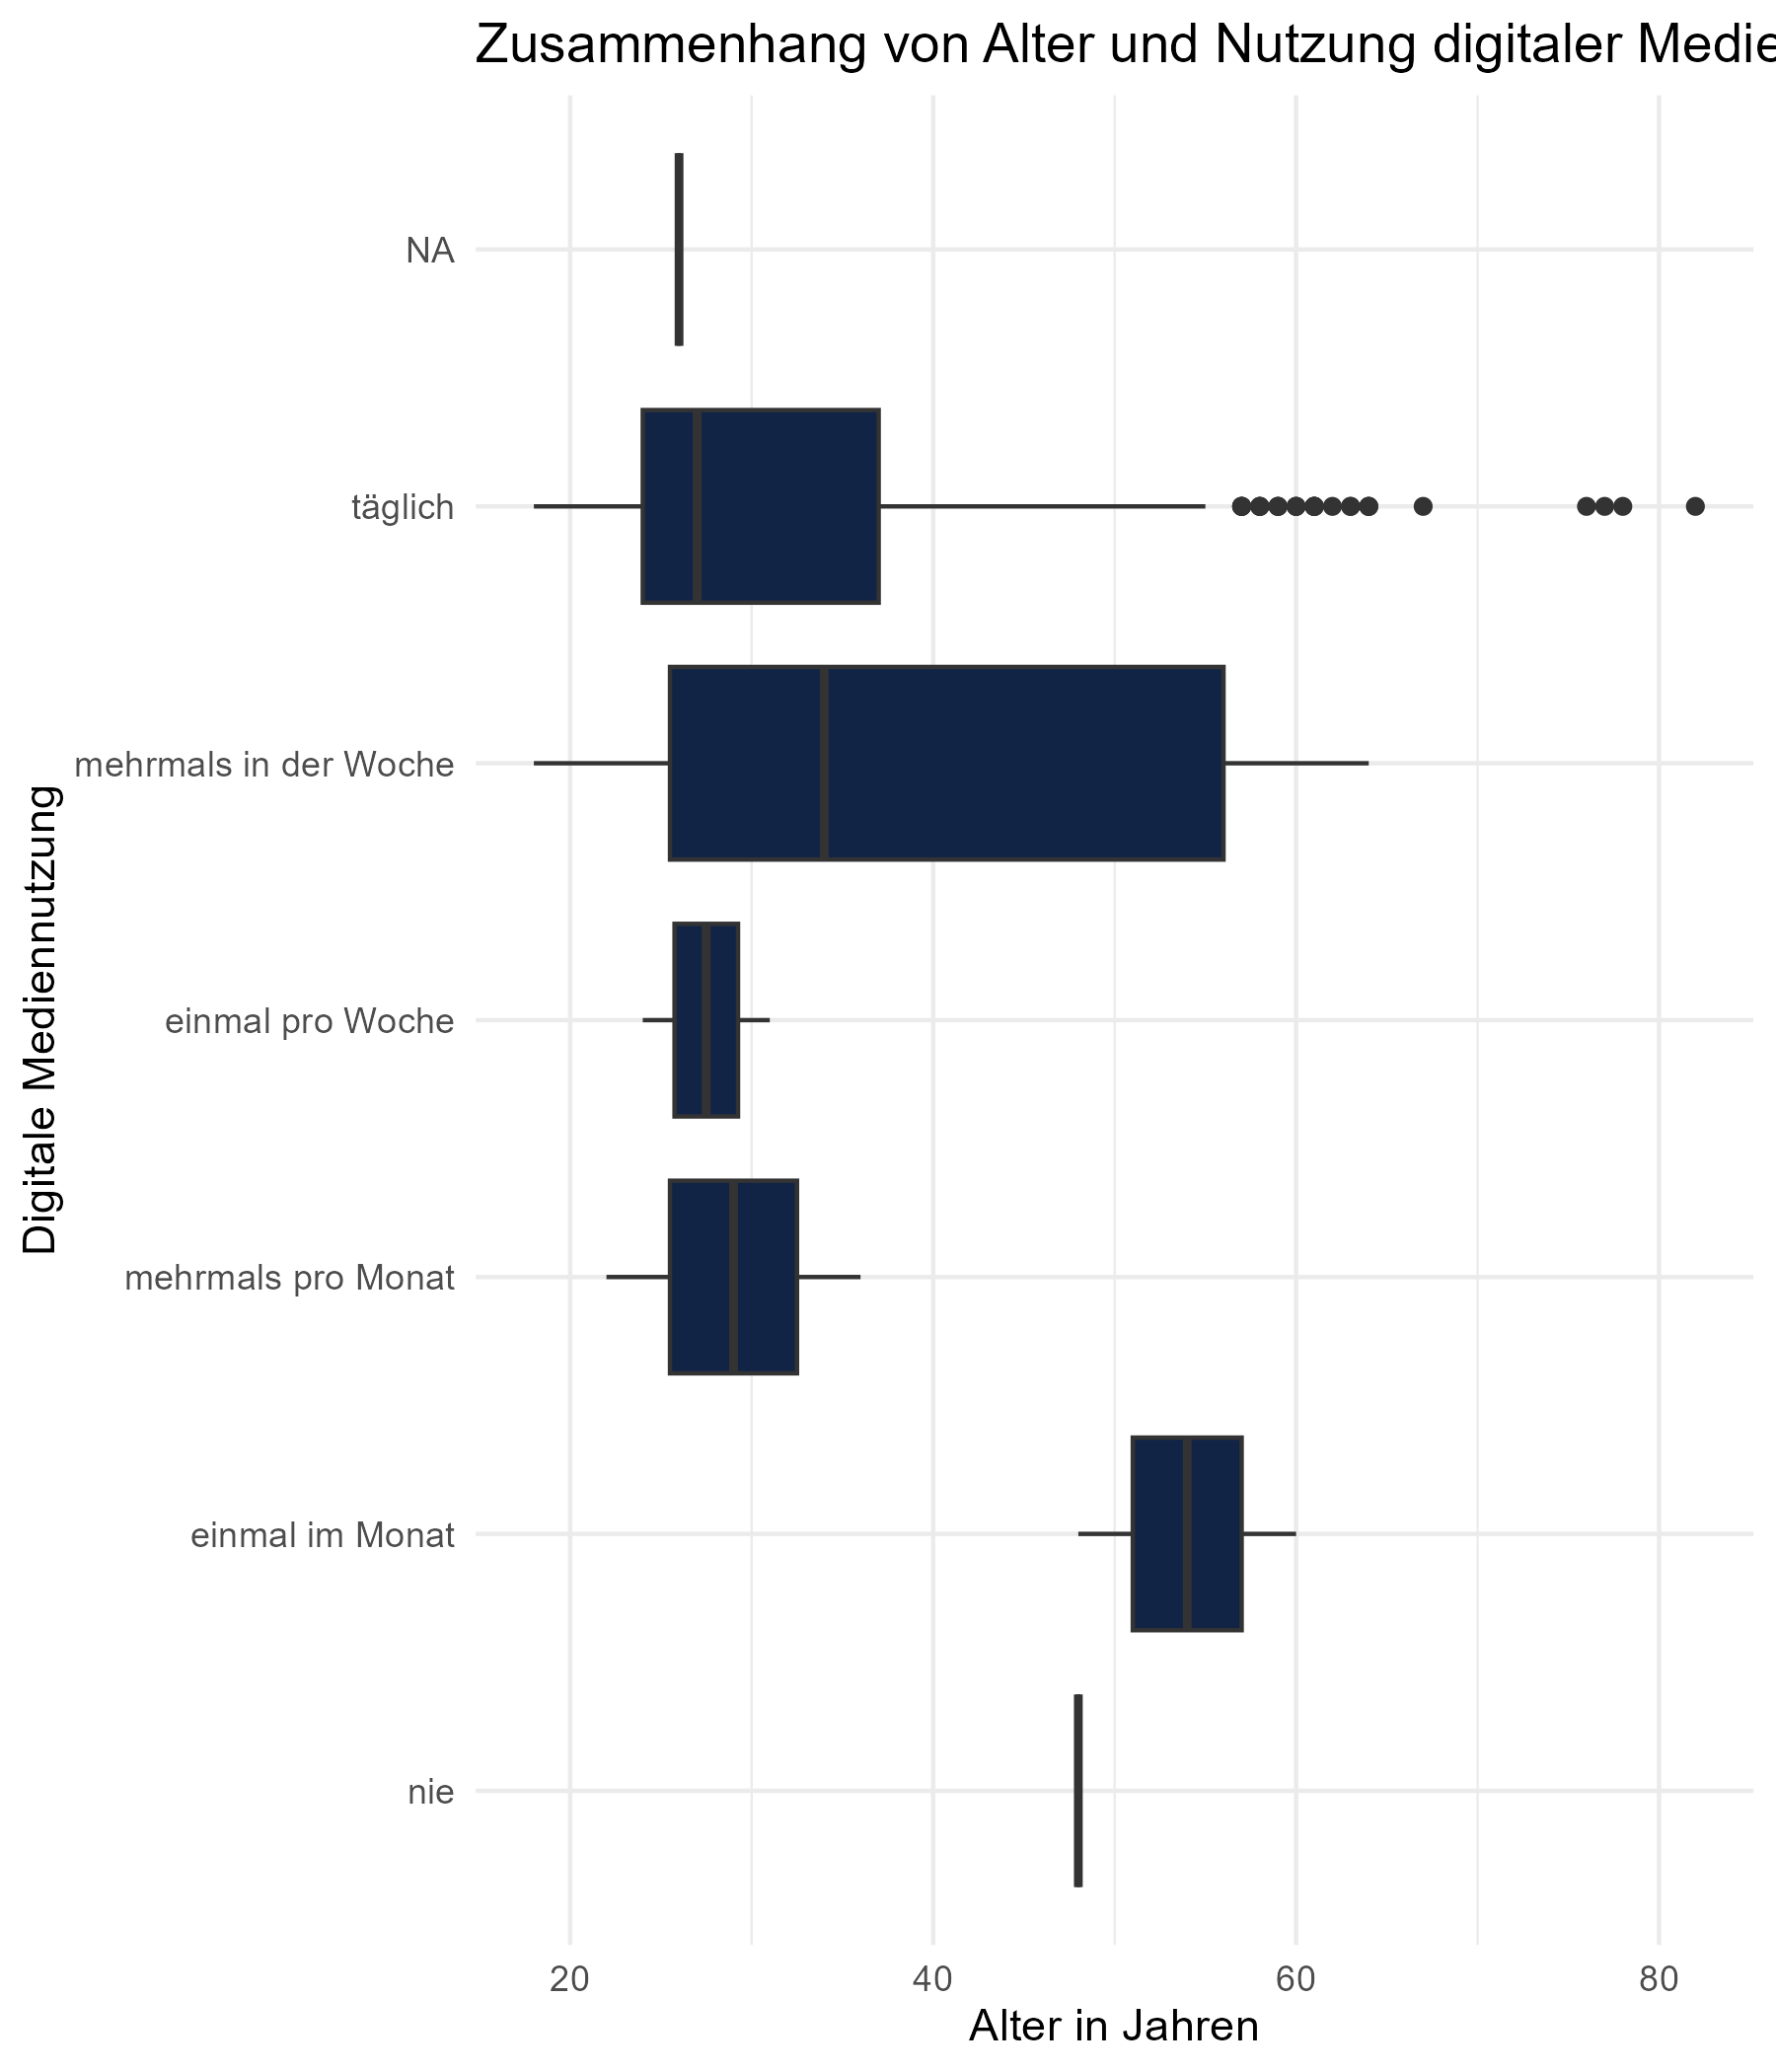 Zusammenhang von Alter und Nutzung digitaler Medie
NA
täglich
mehrmals in der Woche
einmal pro Woche
mehrmals pro Monat
einmal im Monat
nie
Digitale Mediennutzung
20 40 60 80
Alter in Jahren